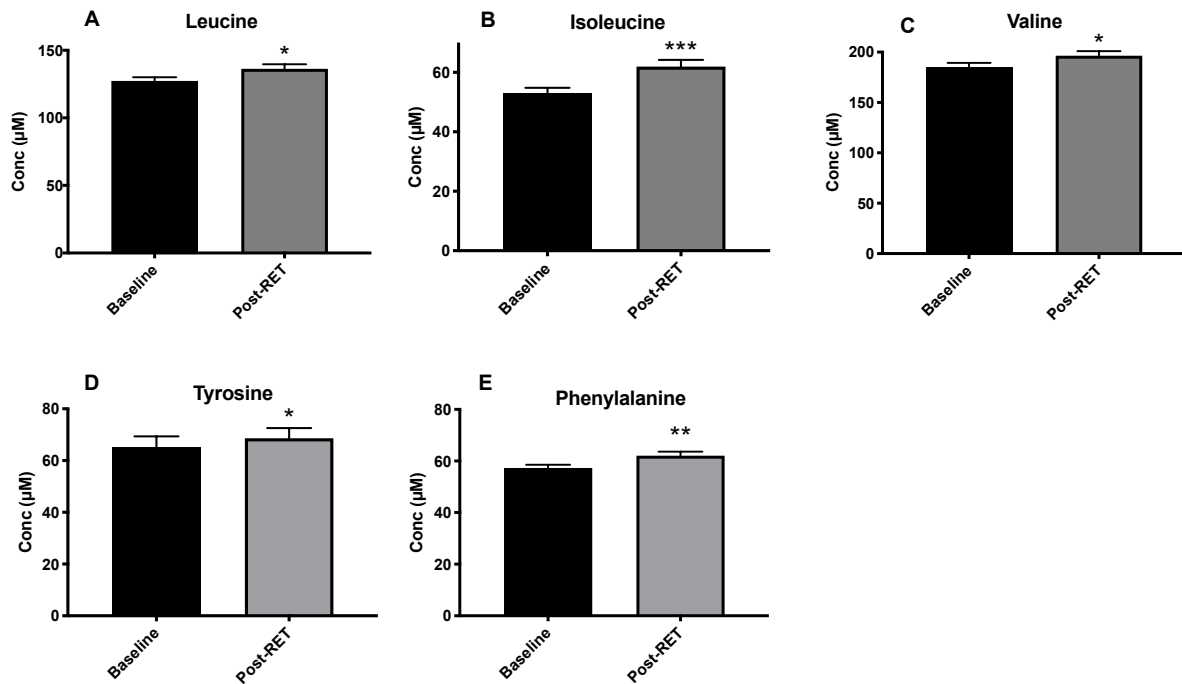 A
Leucine
*
150
100
50
0
Conc (µM)
Baseline
Post-RET
B
Isoleucine
***
60
40
20
0
Conc (µM)
Baseline
Post-RET
C
Valine
*
200
150
100
50
0
Conc (µM)
Baseline
Post-RET
D
Tyrosine
*
80
60
40
20
0
Conc (µM)
Baseline
Post-RET
E
Phenylalanine
**
80
60
40
20
0
Conc (µM)
Baseline
Post-RET